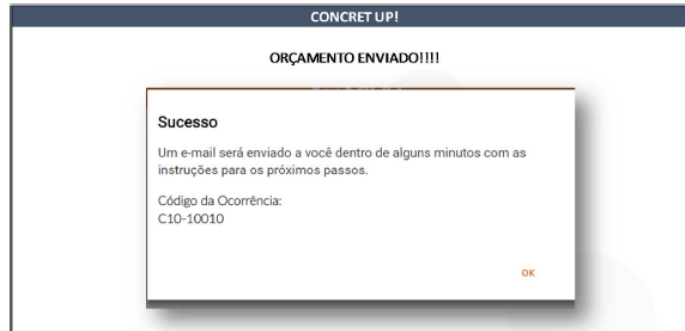 CONCRET UP!
ORÇAMENTO ENVIADO!!!!
Sucesso
Um e-mail será enviado a você dentro de alguns minutos com as
instruções para os próximos passos.
Código da Ocorrência:
C10-10010
OK